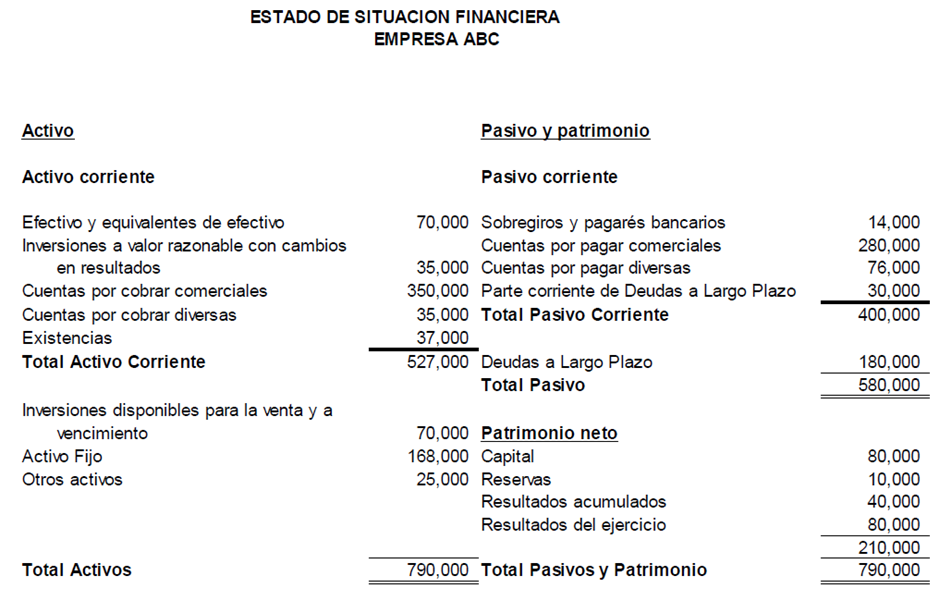 ESTADO DE SITUACION FINANCIERA
EMPRESA ABC
Activo Pasivo y patrimonio
Activo corriente Pasivo corriente
Efectivo y equivalentes de efectivo 70,000 Sobregiros y pagarés bancarios 14,000
Inversiones a valor razonable con cambios Cuentas por pagar comerciales 280,000
en resultados 35,000 Cuentas por pagar diversas 76,000
Cuentas por cobrar comerciales 350,000 Parte corriente de Deudas a Largo Plazo 30,000
Cuentas por cobrar diversas 35,000 Total Pasivo Corriente 400,000
Existencias 37,000
Total Activo Corriente 527,000 Deudas a Largo Plazo 180,000
Total Pasivo 580,000
Inversiones disponibles para la venta y a
vencimiento 70,000 Patrimonio neto
Activo Fijo 168,000 Capital 80,000
Otros activos 25,000 Reservas 10,000
Resultados acumulados 40,000
Resultados del ejercicio 80,000
210,000
Total Activos 790,000 Total Pasivos y Patrimonio 790,000